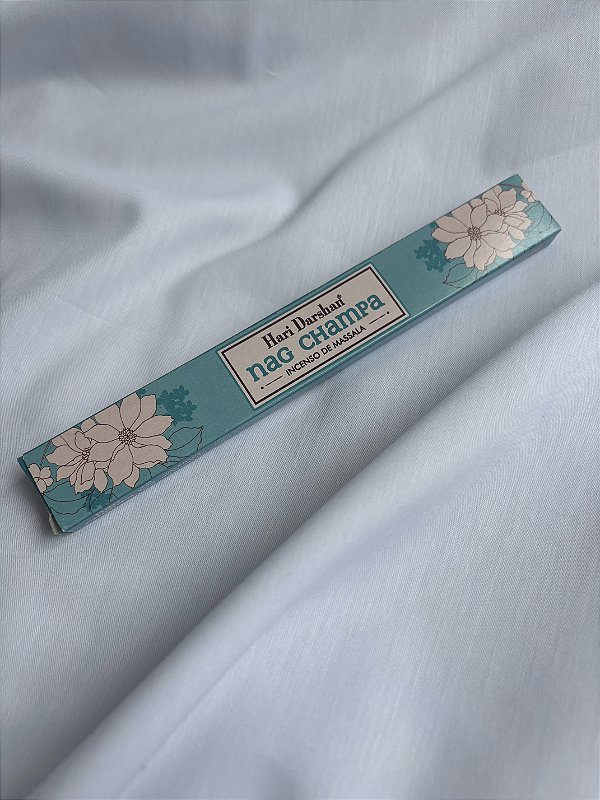 Hari Darshan®
nag champa
INCENSO DE MASSALA